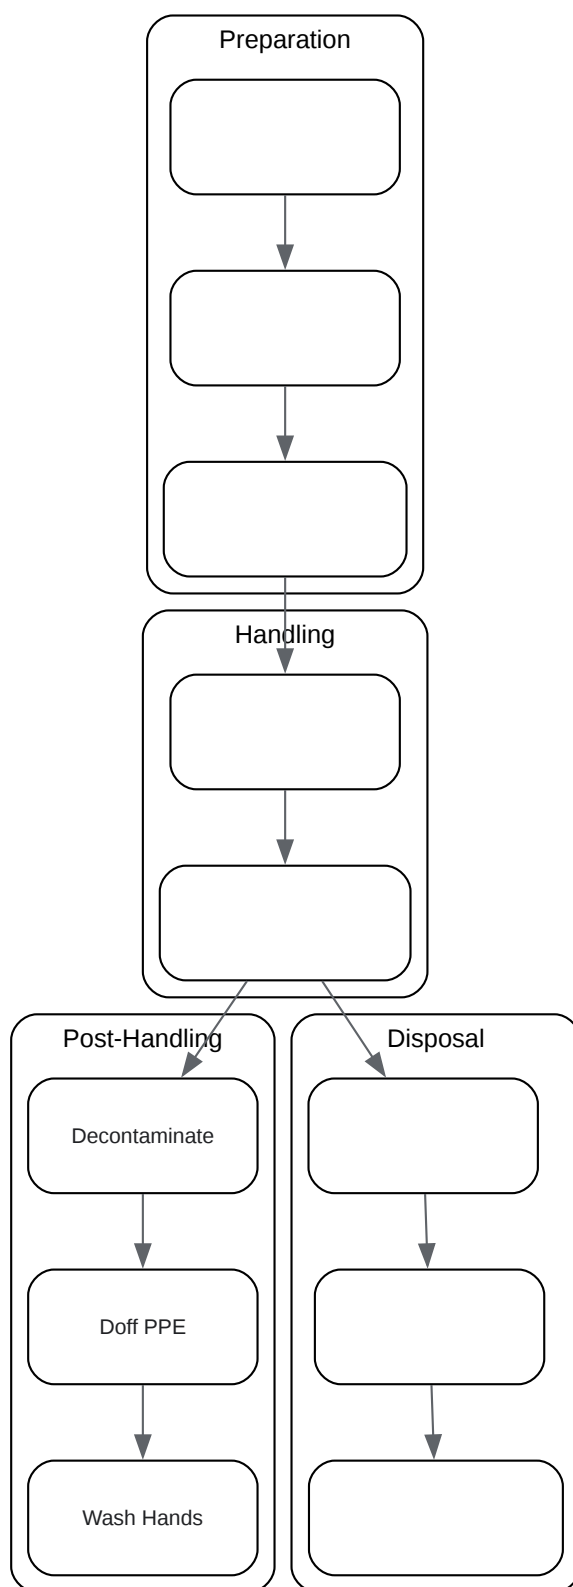 Preparation
Handling
Post-Handling
Disposal
Decontaminate
Doff PPE
Wash Hands